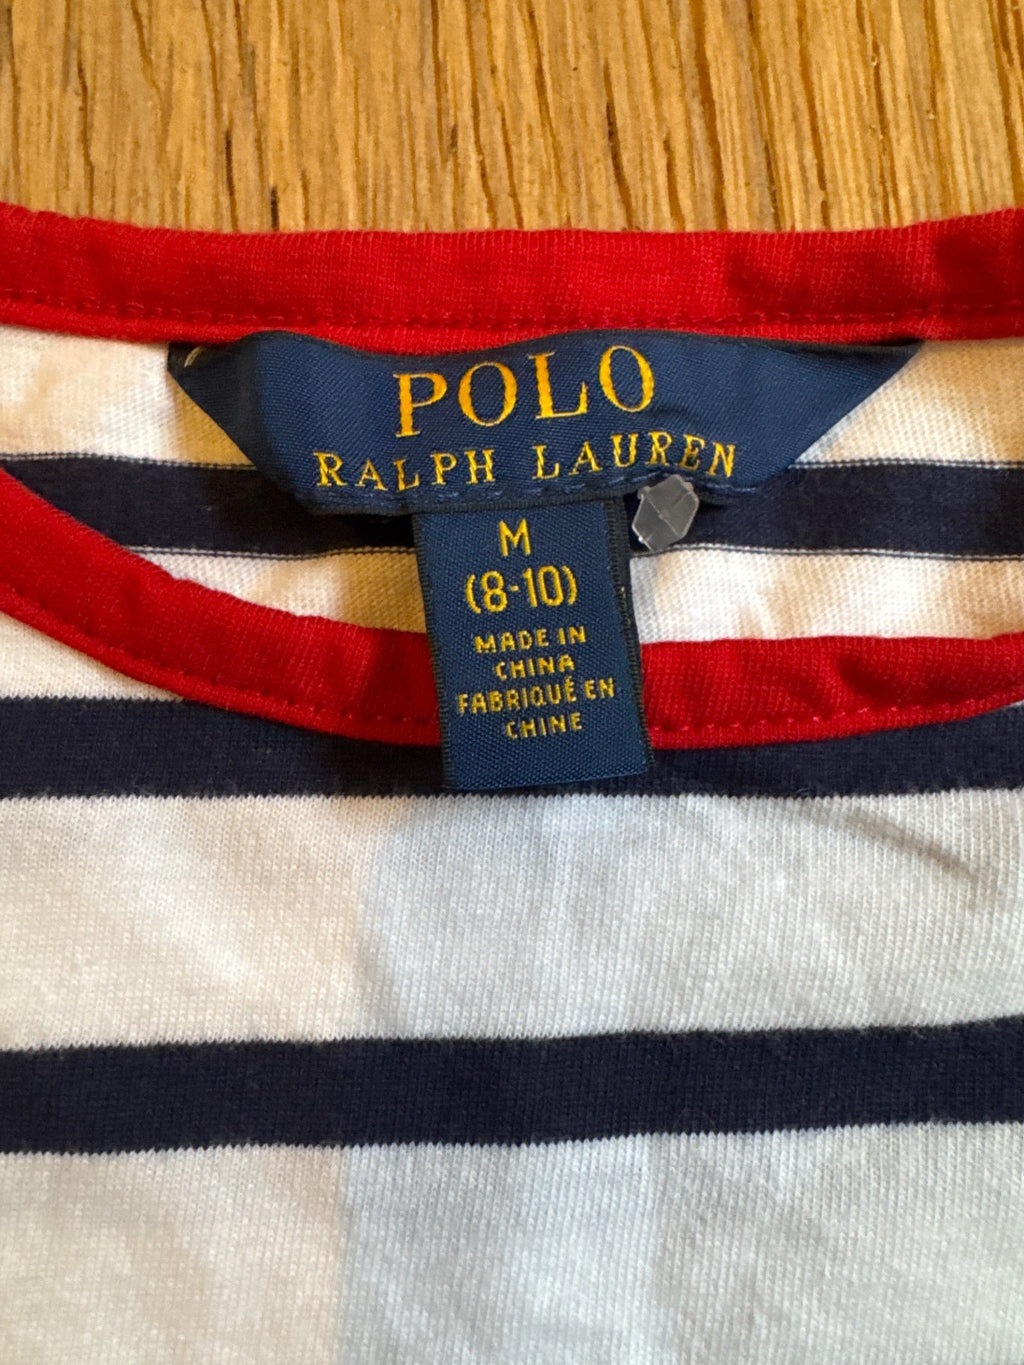 POLO
RALPH LAUREN
M
(8-10)
MADE IN
CHINA
FABRIQUÉ EN
CHINE